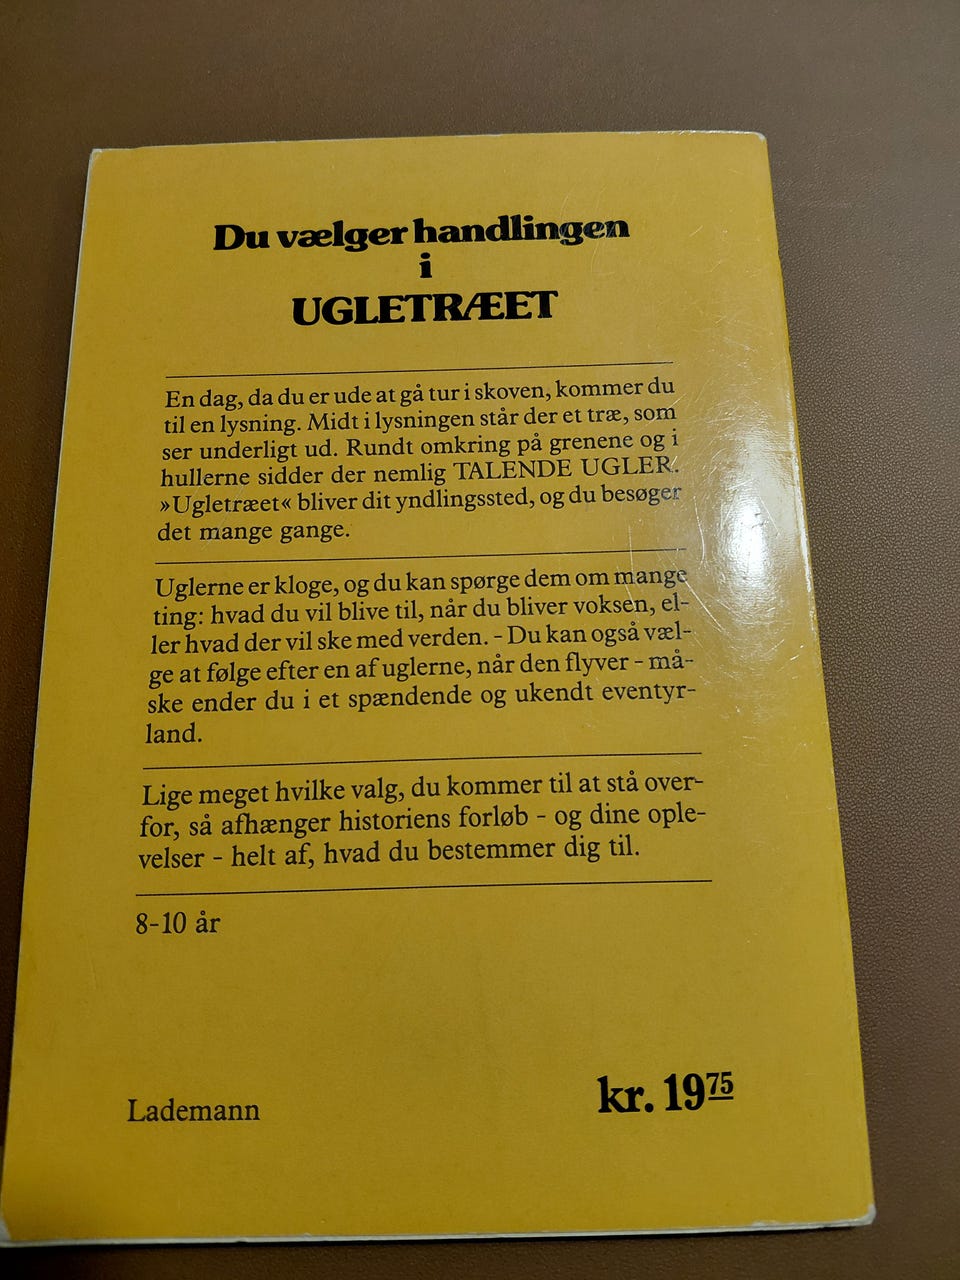 Du vælger handlingen
i
UGLETRÆET
En dag, da du er ude at gå tur i skoven, kommer du
til en lysning. Midt i lysningen står der et træ, som
ser underligt ud. Rundt omkring på grenene og i
hullerne sidder der nemlig TALENDE UGLER.
»Ugletræet« bliver dit yndlingssted, og du besøger
det mange gange.
Uglerne er kloge, og du kan spørge dem om mange
ting: hvad du vil blive til, når du bliver voksen, el-
ler hvad der vil ske med verden. - Du kan også væl-
ge at følge efter en af uglerne, når den flyver - må-
ske ender du i et spændende og ukendt eventyr-
land.
Lige meget hvilke valg, du kommer til at stå over-
for, så afhænger historiens forløb - og dine ople-
velser - helt af, hvad du bestemmer dig til.
8-10 år
Lademann
kr. 19 75